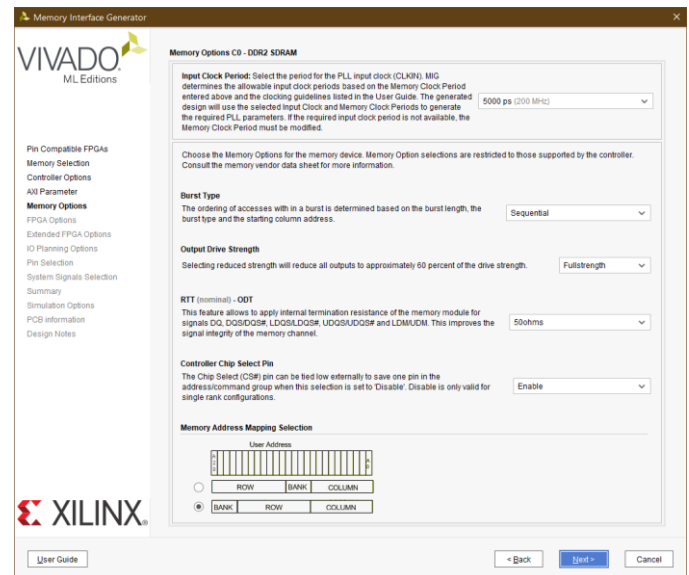 Memory Interface Generator
VIVADO
ML Editions
Pin Compatible FPGAs
Memory Selection
Controller Options
AXI Parameter
Memory Options
FPGA Options
Extended FPGA Options
IO Planning Options
Pin Selection
System Signals Selection
Summary
Simulation Options
PCB information
Design Notes
XILINX
Memory Options C0 - DDR2 SDRAM
Input Clock Period: Select the period for the PLL input clock (CLKIN). MIG
determines the allowable input clock periods based on the Memory Clock Period
entered above and the clocking guidelines listed in the User Guide. The generated
design will use the selected Input Clock and Memory Clock Periods to generate
the required PLL parameters. If the required input clock period is not available, the
Memory Clock Period must be modified.
5000 ps (200 MHz)
Choose the Memory Options for the memory device. Memory Option selections are restricted to those supported by the controller.
Consult the memory vendor data sheet for more information.
Burst Type
The ordering of accesses with in a burst is determined based on the burst length, the
burst type and the starting column address.
Sequential
Output Drive Strength
Selecting reduced strength will reduce all outputs to approximately 60 percent of the drive strength.
Fullstrength
RTT (nominal) - ODT
This feature allows to apply internal termination resistance of the memory module for
signals DQ, DQS/DQS#, LDQS/LDQS#, UDQS/UDQS# and LDM/UDM. This improves the
signal integrity of the memory channel.
50ohms
Controller Chip Select Pin
The Chip Select (CS#) pin can be tied low externally to save one pin in the
address/command group when this selection is set to 'Disable'. Disable is only valid for
single rank configurations.
Enable
Memory Address Mapping Selection
User Address
ROW BANK COLUMN
BANK ROW COLUMN
User Guide
< Back
Next >
Cancel